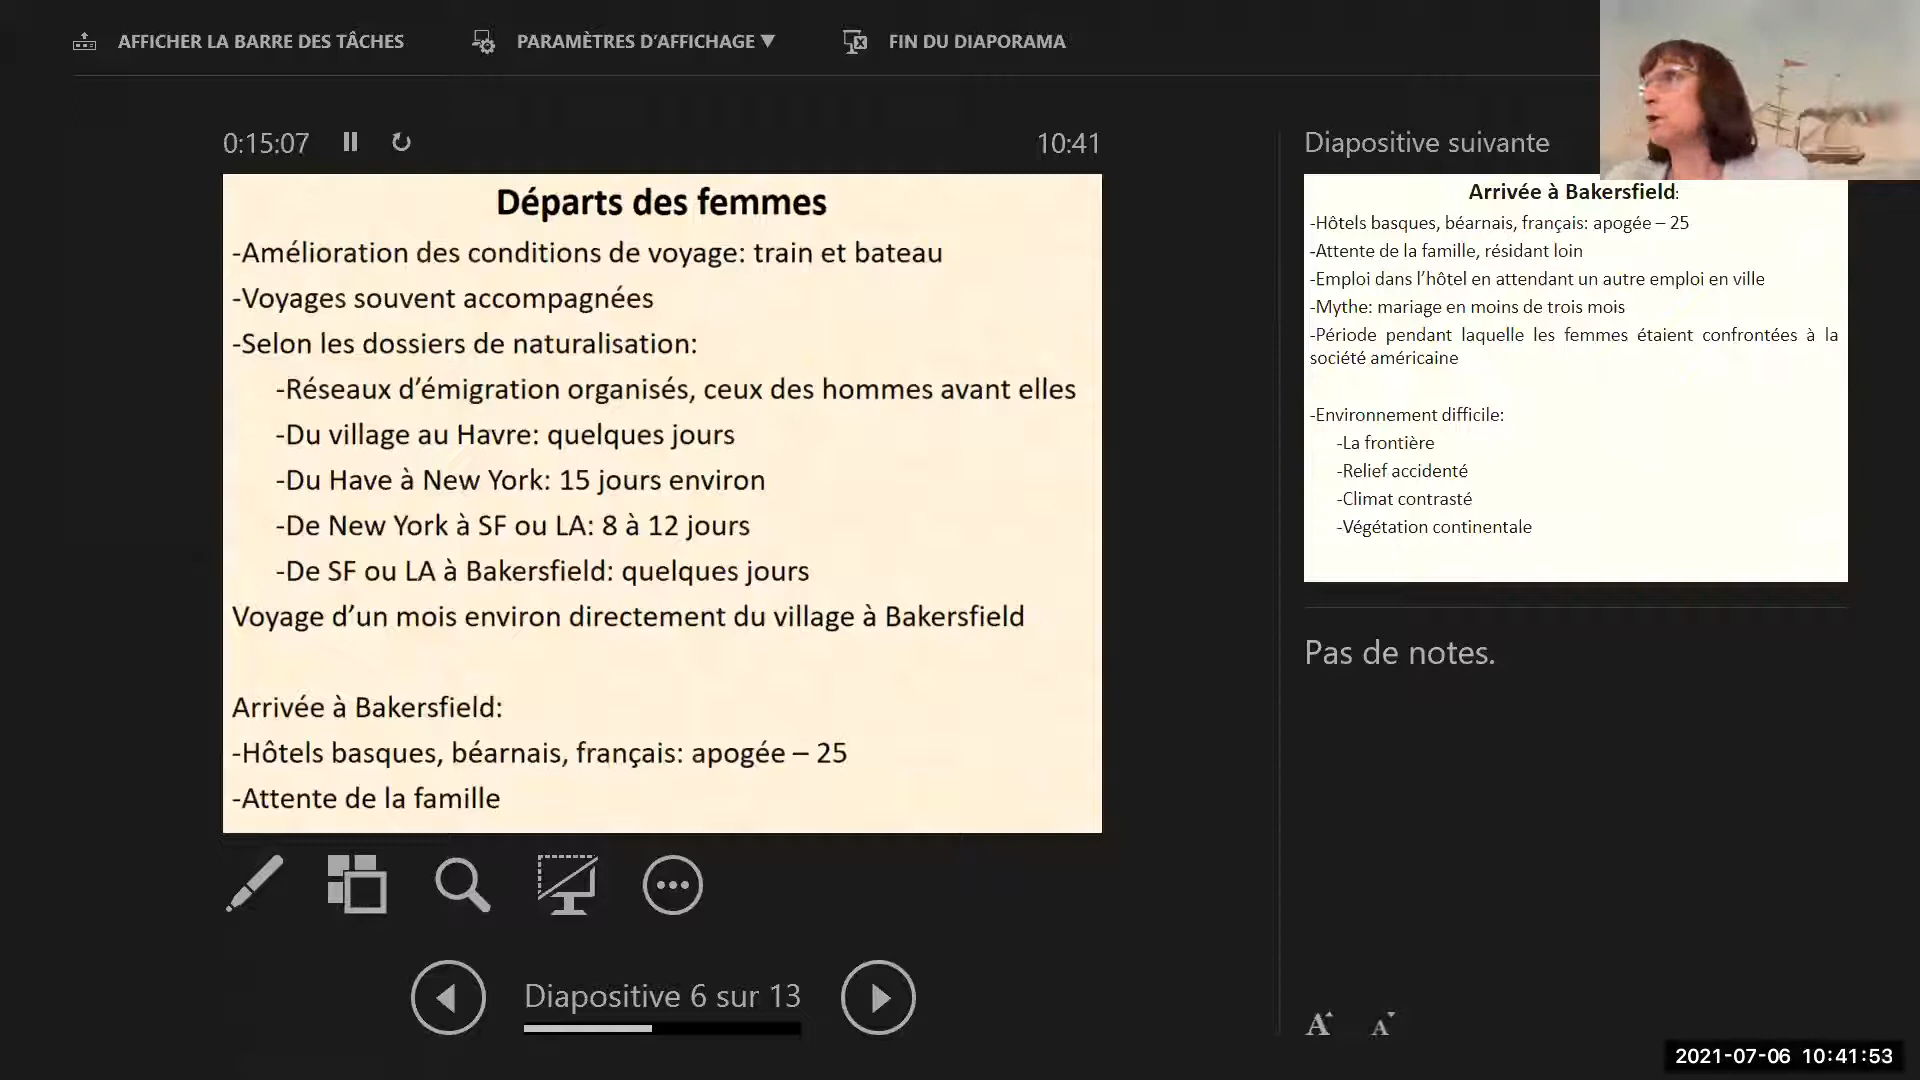 AFFICHER LA BARRE DES TÂCHES
PARAMÈTRES D'AFFICHAGE ▼
FIN DU DIAPORAMA
0:15:07
10:41
Départs des femmes
-Amélioration des conditions de voyage: train et bateau
-Voyages souvent accompagnées
-Selon les dossiers de naturalisation:
-Réseaux d'émigration organisés, ceux des hommes avant elles
-Du village au Havre: quelques jours
-Du Have à New York: 15 jours environ
-De New York à SF ou LA: 8 à 12 jours
-De SF ou LA à Bakersfield: quelques jours
Voyage d'un mois environ directement du village à Bakersfield
Arrivée à Bakersfield:
-Hôtels basques, béarnais, français: apogée – 25
-Attente de la famille
Diapositive 6 sur 13
Diapositive suivante
Arrivée à Bakersfield:
-Hôtels basques, béarnais, français: apogée – 25
-Attente de la famille, résidant loin
-Emploi dans l'hôtel en attendant un autre emploi en ville
-Mythe: mariage en moins de trois mois
-Période pendant laquelle les femmes étaient confrontées à la
société américaine
-Environnement difficile:
-La frontière
-Relief accidenté
-Climat contrasté
-Végétation continentale
Pas de notes.
A A
2021-07-06 10:41:53